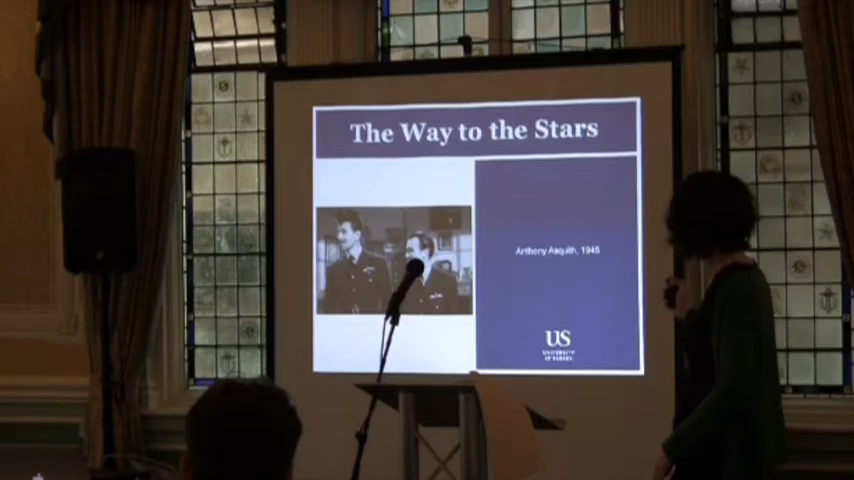 The Way to the Stars
Anthony Asquith, 1945
US
UNIVERSITY
OF SUSSEX